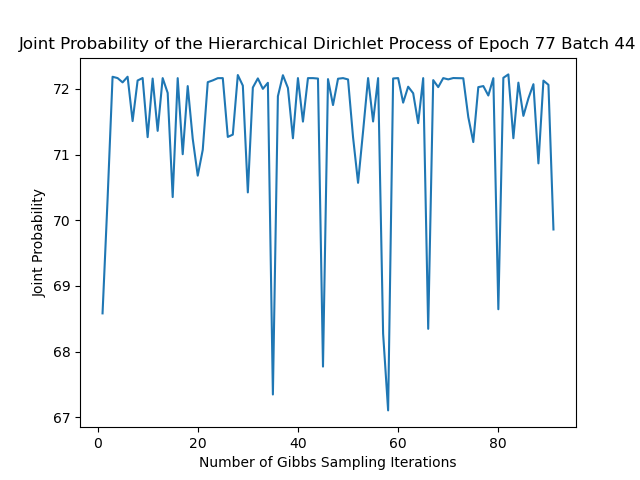 Joint Probability of the Hierarchical Dirichlet Process of Epoch 77 Batch 44
72
71
70
69
68
67
Joint Probability
0 20 40 60 80
Number of Gibbs Sampling Iterations